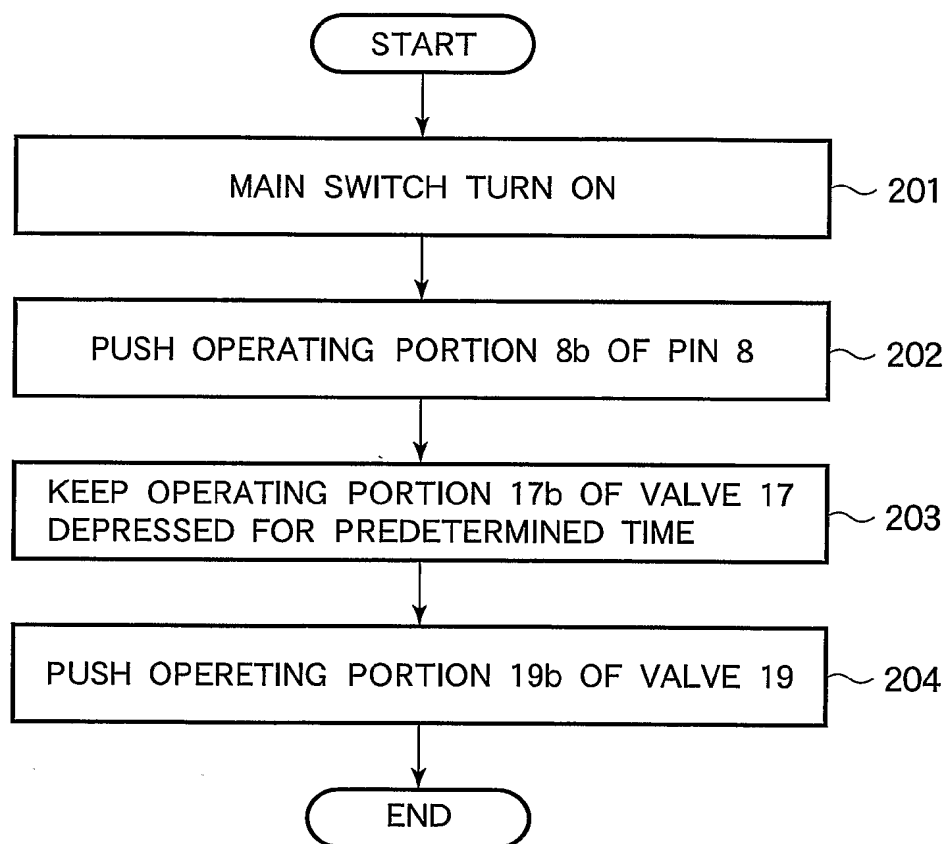 START
MAIN SWITCH TURN ON
201
PUSH OPERATING PORTION 8b OF PIN 8
202
KEEP OPERATING PORTION 17b OF VALVE 17
DEPRESSED FOR PREDETERMINED TIME
203
PUSH OPERETING PORTION 19b OF VALVE 19
204
END